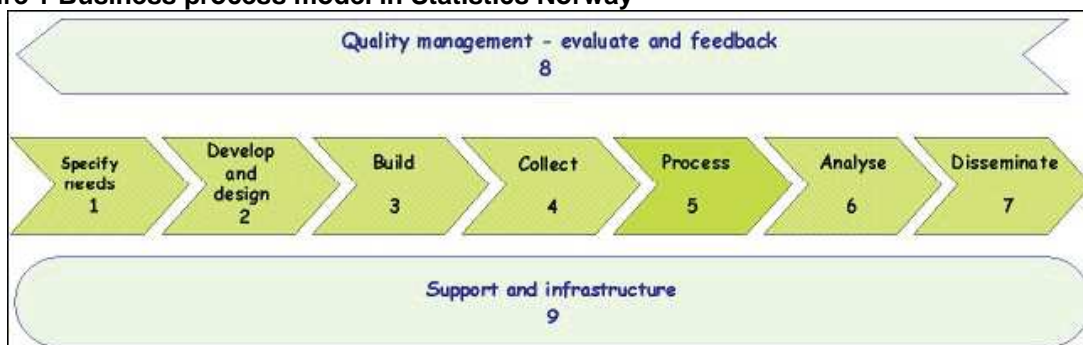 1 Business process model in Statistics Norway
Quality management - evaluate and feedback
8
Specify
needs
1
Develop
and
design
2
Build
3
Collect
4
Process
5
Analyse
6
Disseminate
7
Support and infrastructure
9